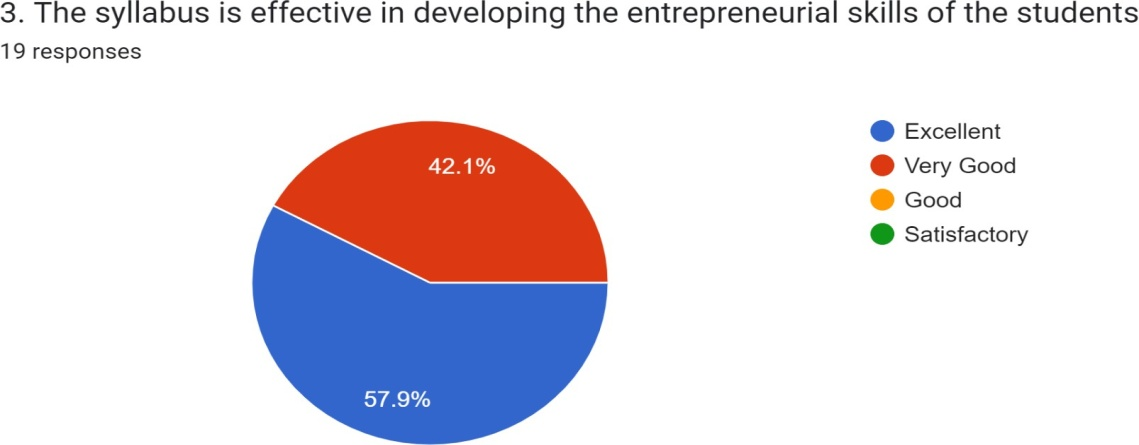 3. The syllabus is effective in developing the entrepreneurial skills of the students
19 responses
42.1%
57.9%
Excellent
Very Good
Good
Satisfactory